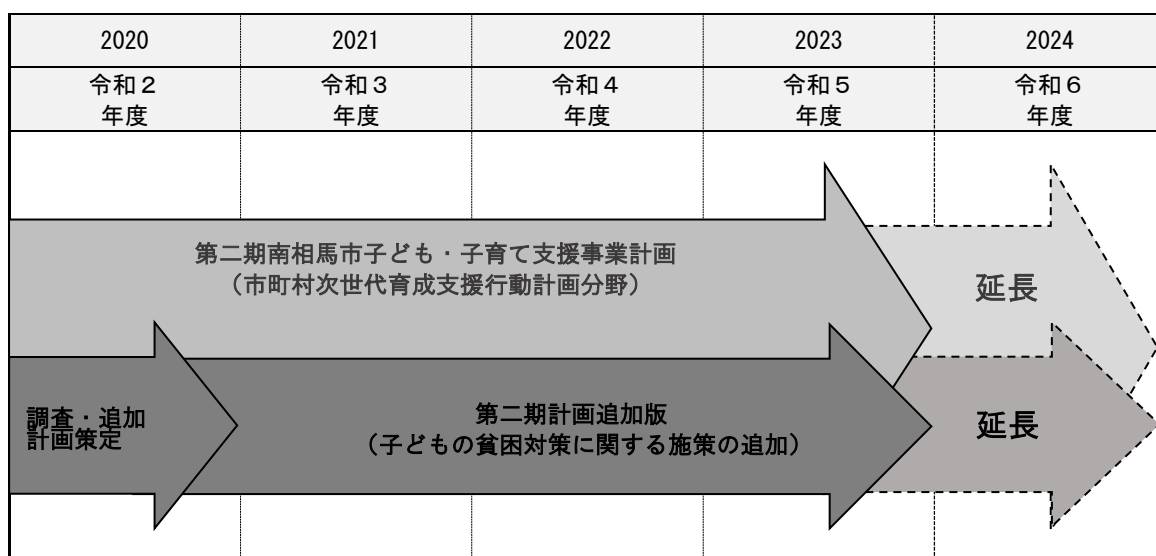 2020
2021
2022
2023
2024
令和２
年度
令和３
年度
令和４
年度
令和５
年度
令和６
年度
第二期南相馬市子ども・子育て支援事業計画
（市町村次世代育成支援行動計画分野）
延長
調査・追加
計画策定
第二期計画追加版
（子どもの貧困対策に関する施策の追加）
延長